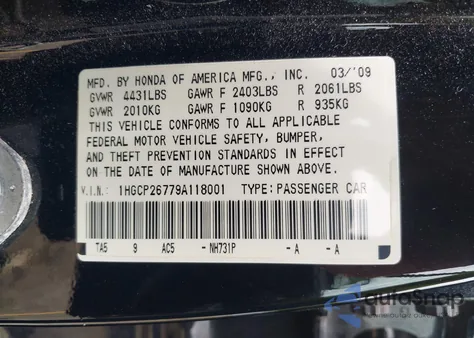 MFD. BY HONDA OF AMERICA MFG., INC. 03/'09
GVWR 4431LBS GAWR F 2403LBS R 2061LBS
GVWR 2010KG GAWR F 1090KG R 935KG
THIS VEHICLE CONFORMS TO ALL APPLICABLE
FEDERAL MOTOR VEHICLE SAFETY, BUMPER,
AND THEFT PREVENTION STANDARDS IN EFFECT
ON THE DATE OF MANUFACTURE SHOWN ABOVE.
V.I.N.: 1HGCP26779A118001 TYPE: PASSENGER CAR
TA5 9 AC5 -NH731P -A -A
autoSnap